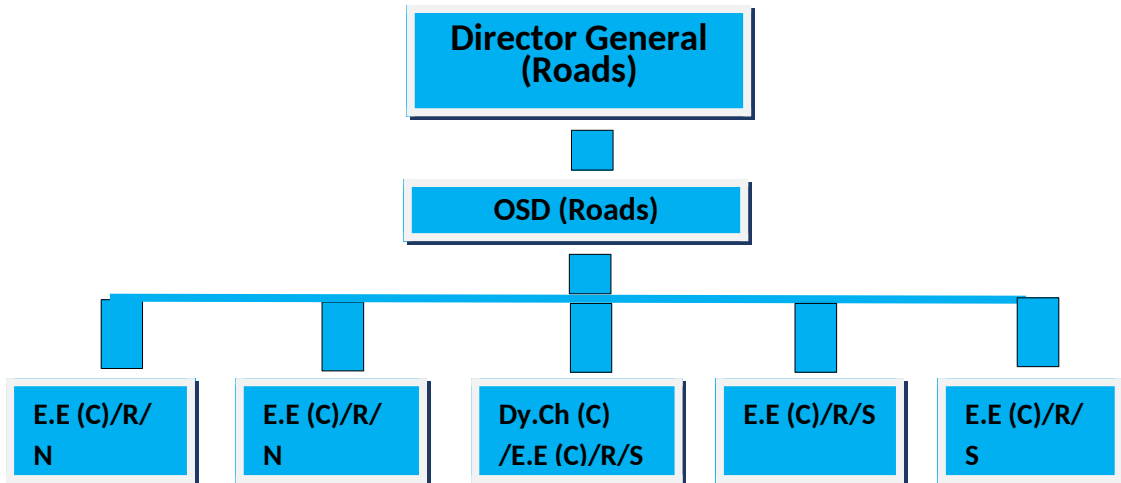 Director General
(Roads)
OSD (Roads)
E.E (C)/R/
N
E.E (C)/R/
N
Dy.Ch (C)
/E.E (C)/R/S
E.E (C)/R/S
E.E (C)/R/
S